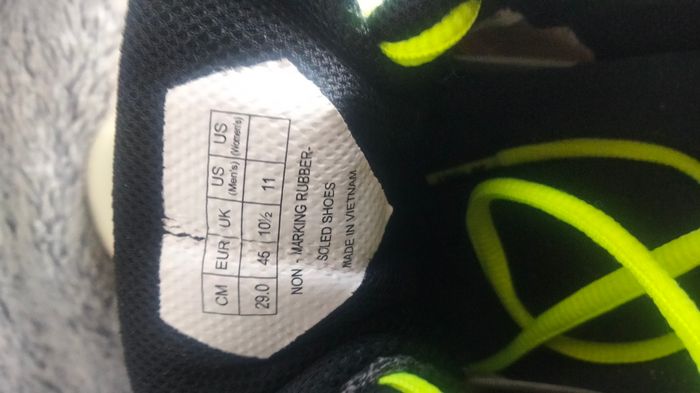 CM EUR UK US (Men's) US (Women's)
29.0 45 10½ 11
NON - MARKING RUBBER-
SOLED SHOES
MADE IN VIETNAM